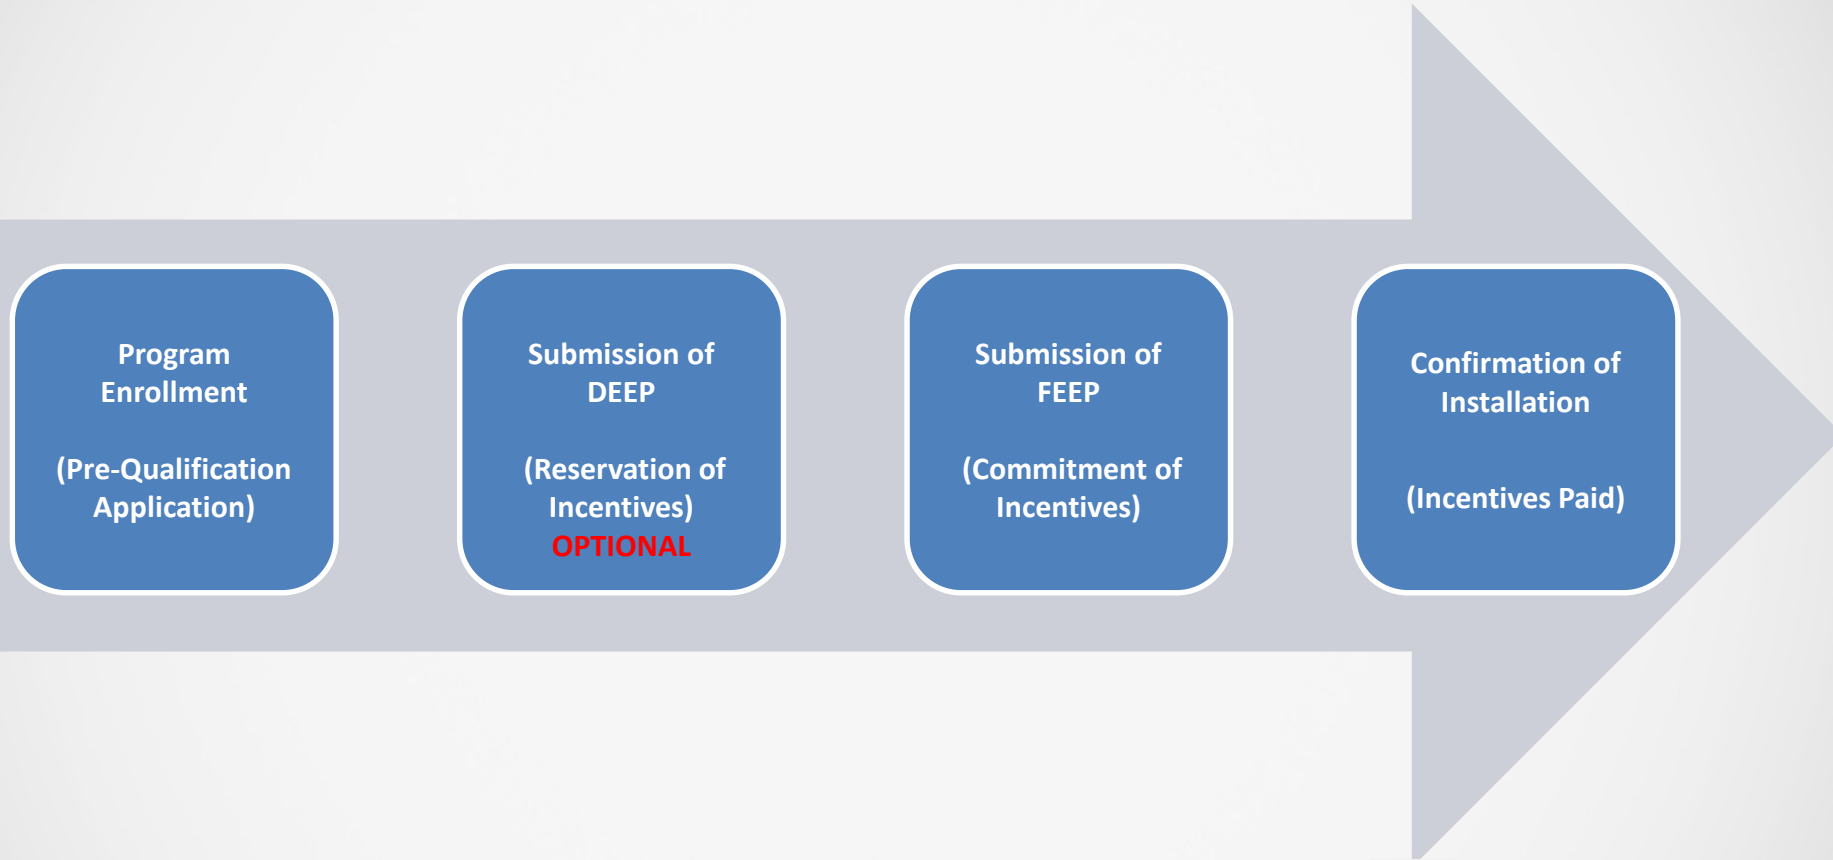 Program
Enrollment
(Pre-Qualification
Application)
Submission of
DEEP
(Reservation of
Incentives)
OPTIONAL
Submission of
FEEP
(Commitment of
Incentives)
Confirmation of
Installation
(Incentives Paid)